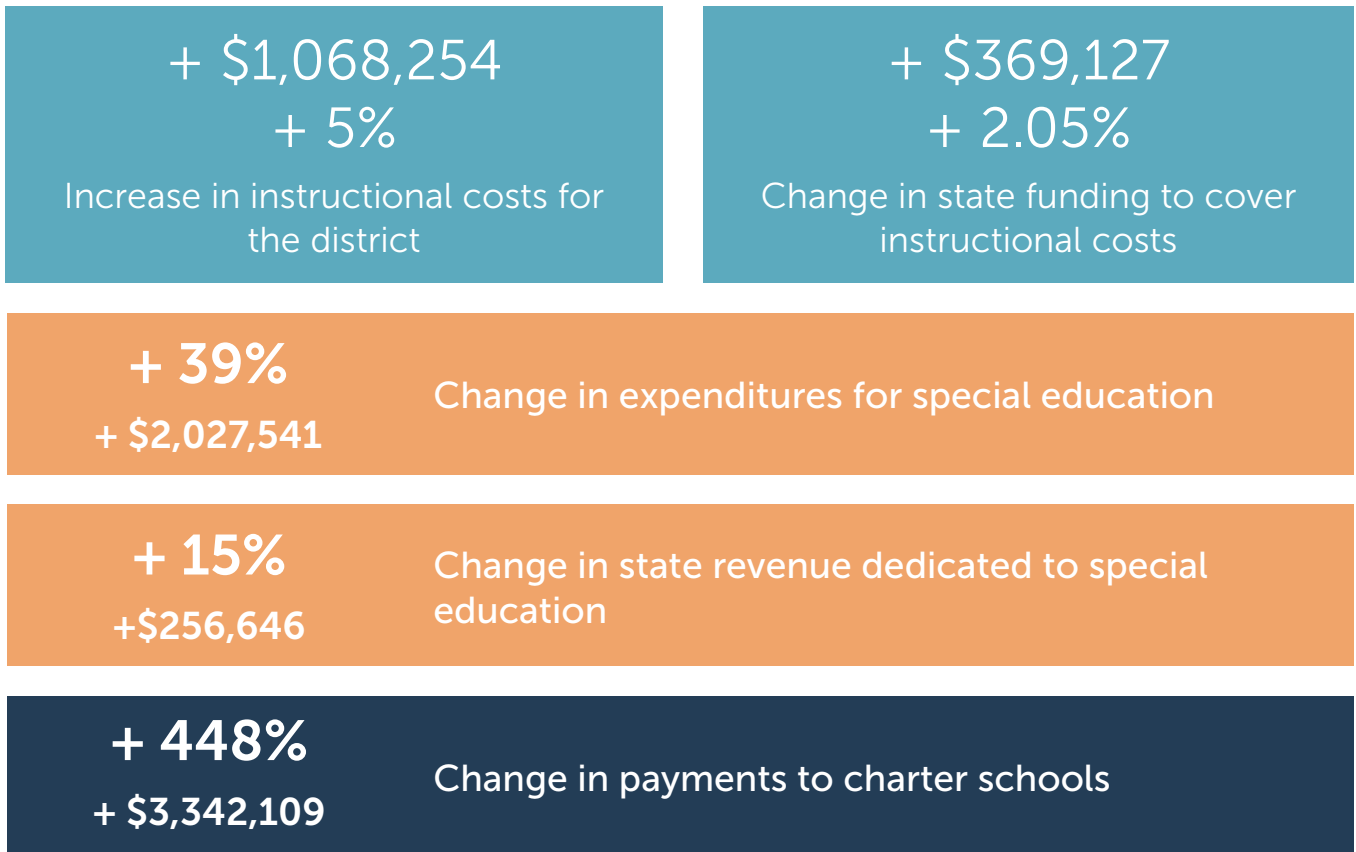 + $1,068,254
+ 5%
Increase in instructional costs for
the district
+ $369,127
+ 2.05%
Change in state funding to cover
instructional costs
+ 39%
+ $2,027,541
Change in expenditures for special education
+ 15%
+$256,646
Change in state revenue dedicated to special
education
+ 448%
+ $3,342,109
Change in payments to charter schools